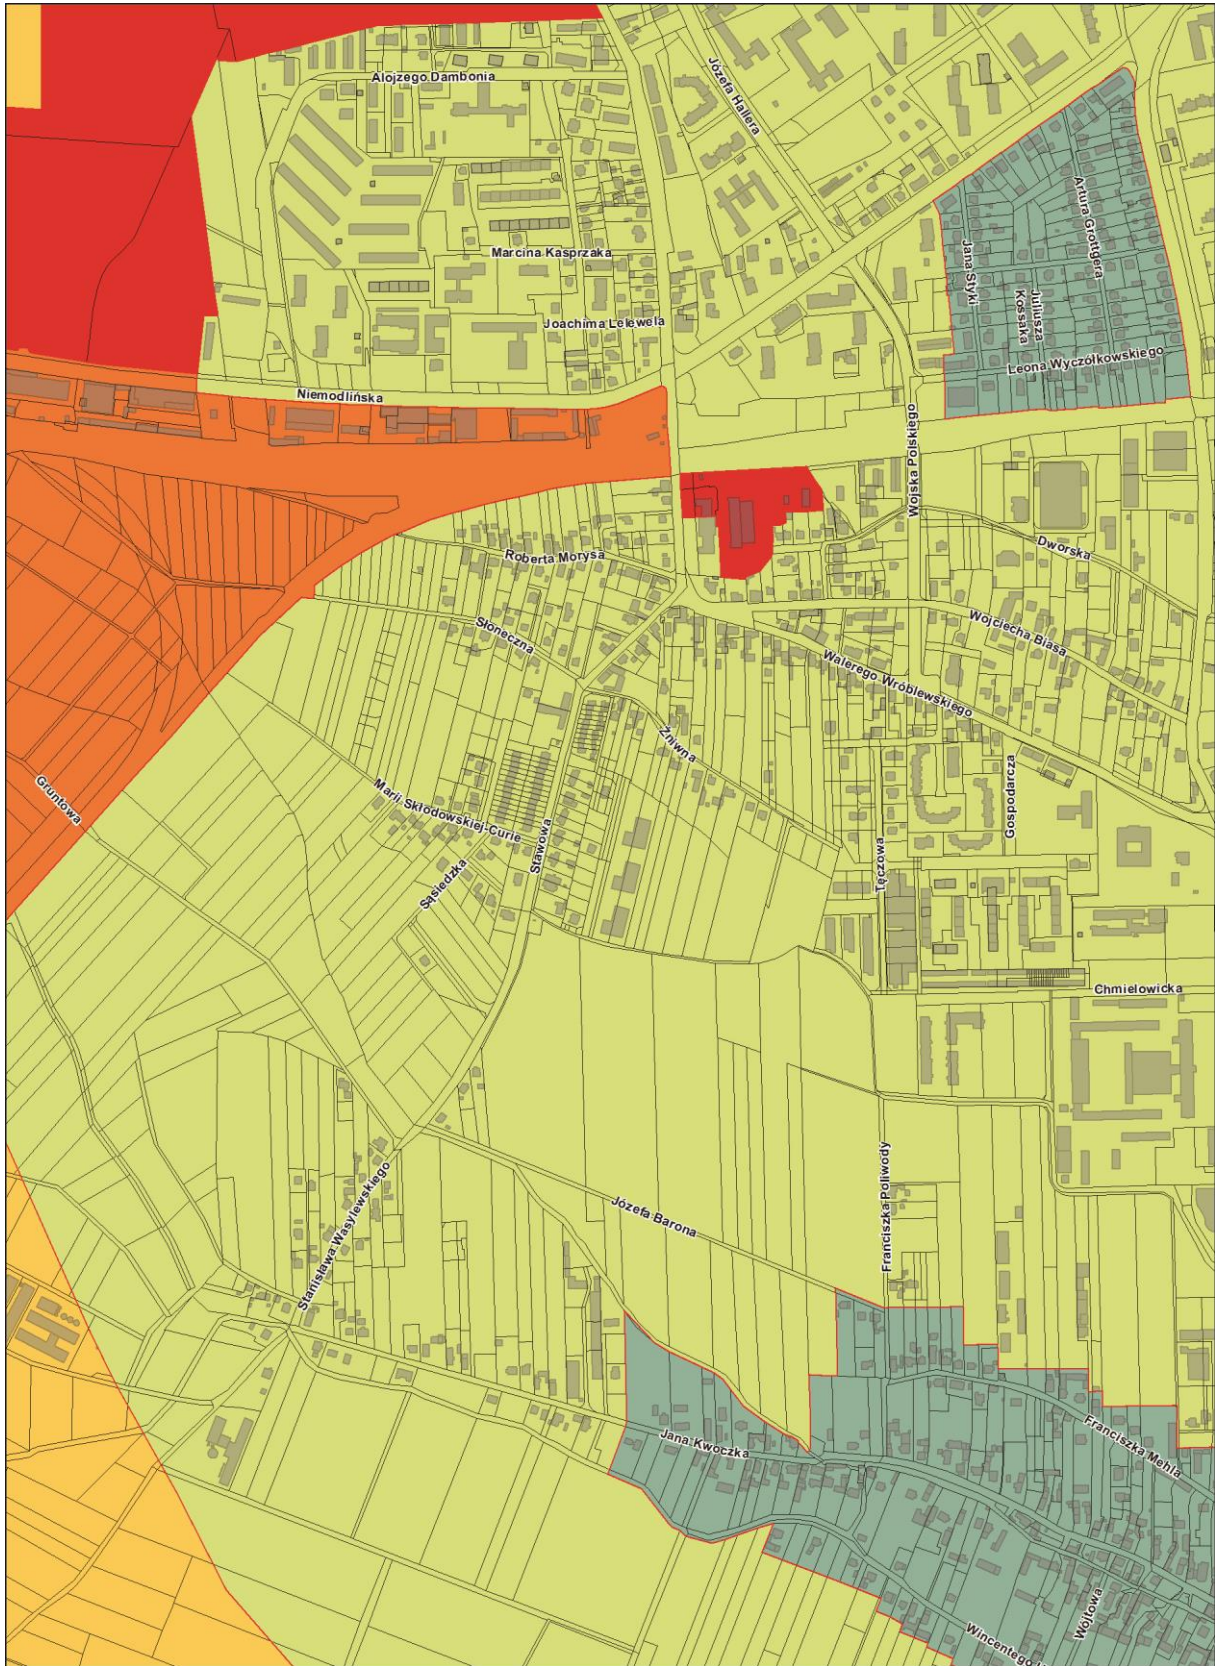 Alojzego Dambonia
Józefa Hallera
Artura Grottgera
Marcina Kasprzaka
Jana Styki
Juliusza
Kossaka
Joachima Lelewela
Leona Wyczółkowskiego
Niemodlińska
Wojska Polskiego
Dworska
Roberta Morysa
Słoneczna
Wojciecha Biasa
Walerego Wróblewskiego
Żniwna
Gruntowa
Marii Skłodowskiej-Curie
Gospodarcza
Stawowa
Sąsiedzka
Tęczowa
Chmielowicka
Stanisława Wasylewskiego
Józefa Barona
Franciszka Poliwody
Jana Kwoczka
Franciszka Mehla
Wójtowa
Wincentego